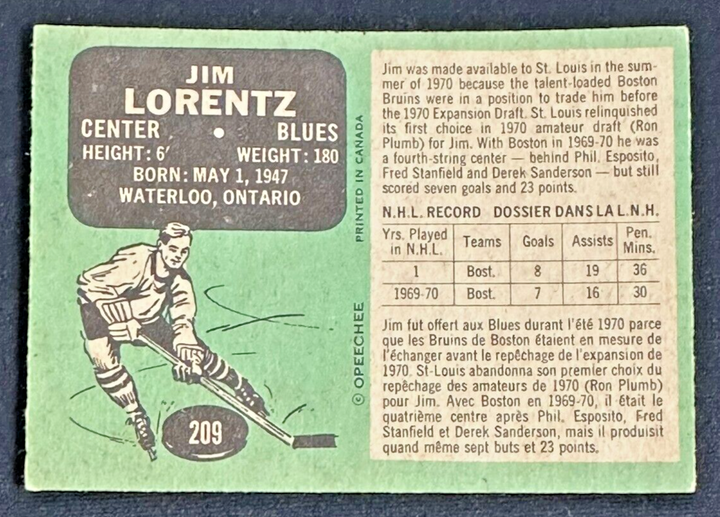 JIM
LORENTZ
CENTER • BLUES
HEIGHT: 6' WEIGHT: 180
BORN: MAY 1, 1947
WATERLOO, ONTARIO
209
© OPEECHEE PRINTED IN CANADA
Jim was made available to St. Louis in the sum-
mer of 1970 because the talent-loaded Boston
Bruins were in a position to trade him before
the 1970 Expansion Draft. St. Louis relinquished
its first choice in 1970 amateur draft (Ron
Plumb) for Jim. With Boston in 1969-70 he was
a fourth-string center — behind Phil. Esposito,
Fred Stanfield and Derek Sanderson — but still
scored seven goals and 23 points.
N.H.L. RECORD DOSSIER DANS LA L.N.H.
Yrs. Played in N.H.L. Teams Goals Assists Pen. Mins.
1 Bost. 8 19 36
1969-70 Bost. 7 16 30
Jim fut offert aux Blues durant l'été 1970 parce
que les Bruins de Boston étaient en mesure de
l'échanger avant le repêchage de l'expansion de
1970. St-Louis abandonna son premier choix du
repêchage des amateurs de 1970 (Ron Plumb)
pour Jim. Avec Boston en 1969-70, il était le
quatrième centre après Phil. Esposito, Fred
Stanfield et Derek Sanderson, mais il produisit
quand même sept buts et 23 points.